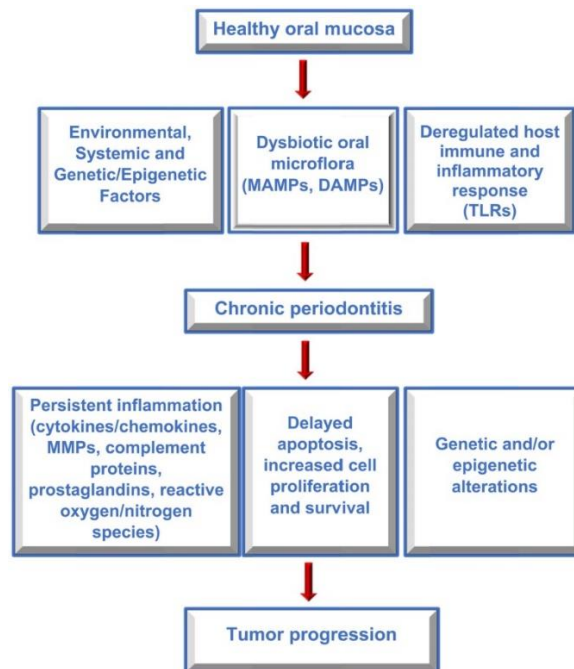 Healthy oral mucosa
Environmental,
Systemic and
Genetic/Epigenetic
Factors
Dysbiotic oral
microflora
(MAMPs, DAMPs)
Deregulated host
immune and
inflammatory
response
(TLRs)
Chronic periodontitis
Persistent inflammation
(cytokines/chemokines,
MMPs, complement
proteins,
prostaglandins, reactive
oxygen/nitrogen
species)
Delayed
apoptosis,
increased cell
proliferation
and survival
Genetic and/or
epigenetic
alterations
Tumor progression